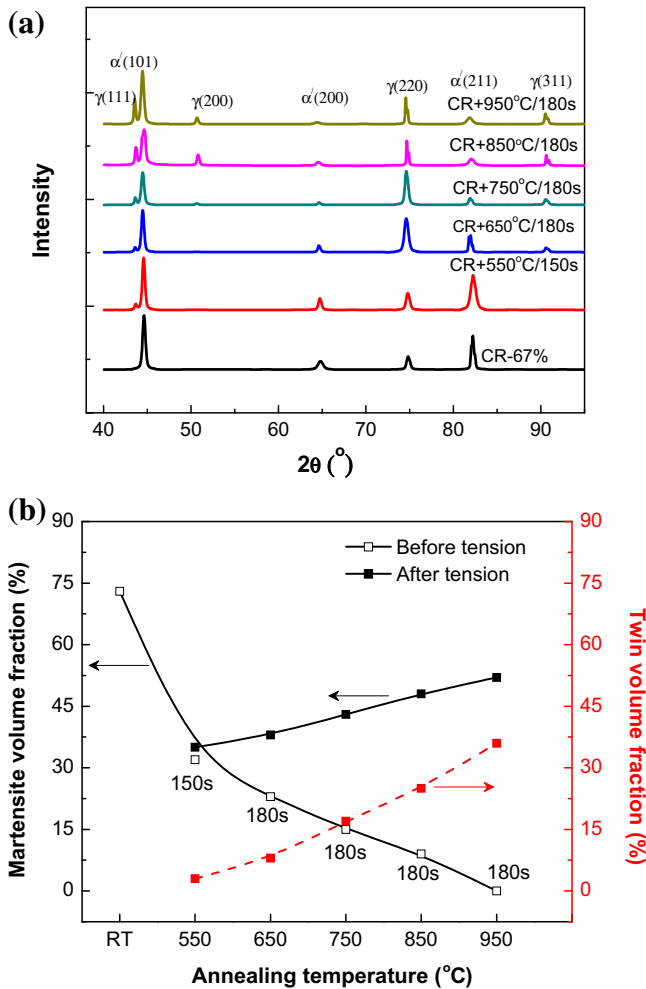 (a)
α′(101)
γ(111)
γ(200)
α′(200)
γ(220)
α′(211)
γ(311)
CR+950°C/180s
CR+850°C/180s
CR+750°C/180s
CR+650°C/180s
CR+550°C/150s
CR-67%
Intensity
40 50 60 70 80 90
2θ (°)
(b)
90
75
60
45
30
15
0
Martensite volume fraction (%)
Before tension
After tension
150s
180s
180s
180s
180s
90
75
60
45
30
15
0
Twin volume fraction (%)
RT 550 650 750 850 950
Annealing temperature (°C)